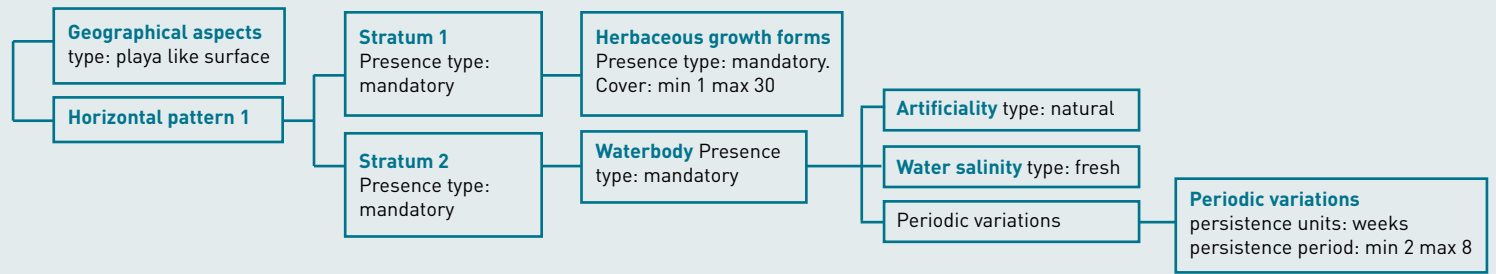 Geographical aspects
type: playa like surface
Horizontal pattern 1
Stratum 1
Presence type:
mandatory
Stratum 2
Presence type:
mandatory
Herbaceous growth forms
Presence type: mandatory.
Cover: min 1 max 30
Waterbody Presence
type: mandatory
Artificiality type: natural
Water salinity type: fresh
Periodic variations
Periodic variations
persistence units: weeks
persistence period: min 2 max 8